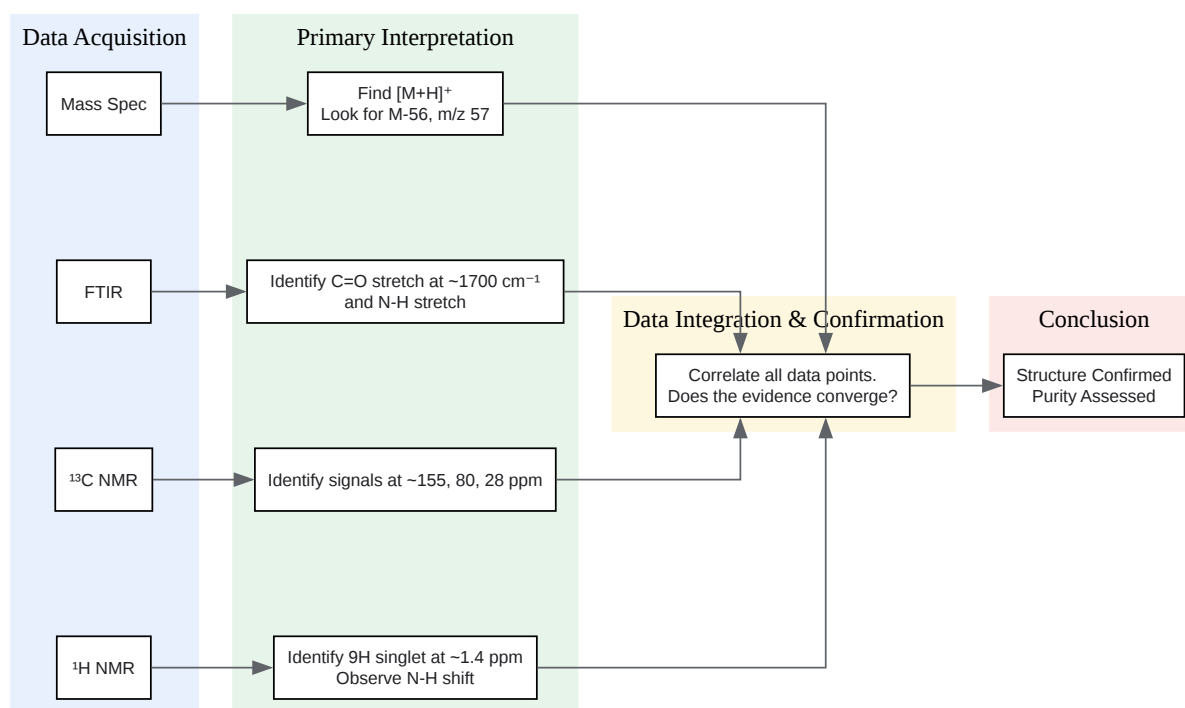 Data Acquisition
Primary Interpretation
Mass Spec
Find [M+H]⁺
Look for M-56, m/z 57
FTIR
Identify C=O stretch at ~1700 cm⁻¹
and N-H stretch
Data Integration & Confirmation
Conclusion
Correlate all data points.
Does the evidence converge?
Structure Confirmed
Purity Assessed
¹³C NMR
Identify signals at ~155, 80, 28 ppm
¹H NMR
Identify 9H singlet at ~1.4 ppm
Observe N-H shift